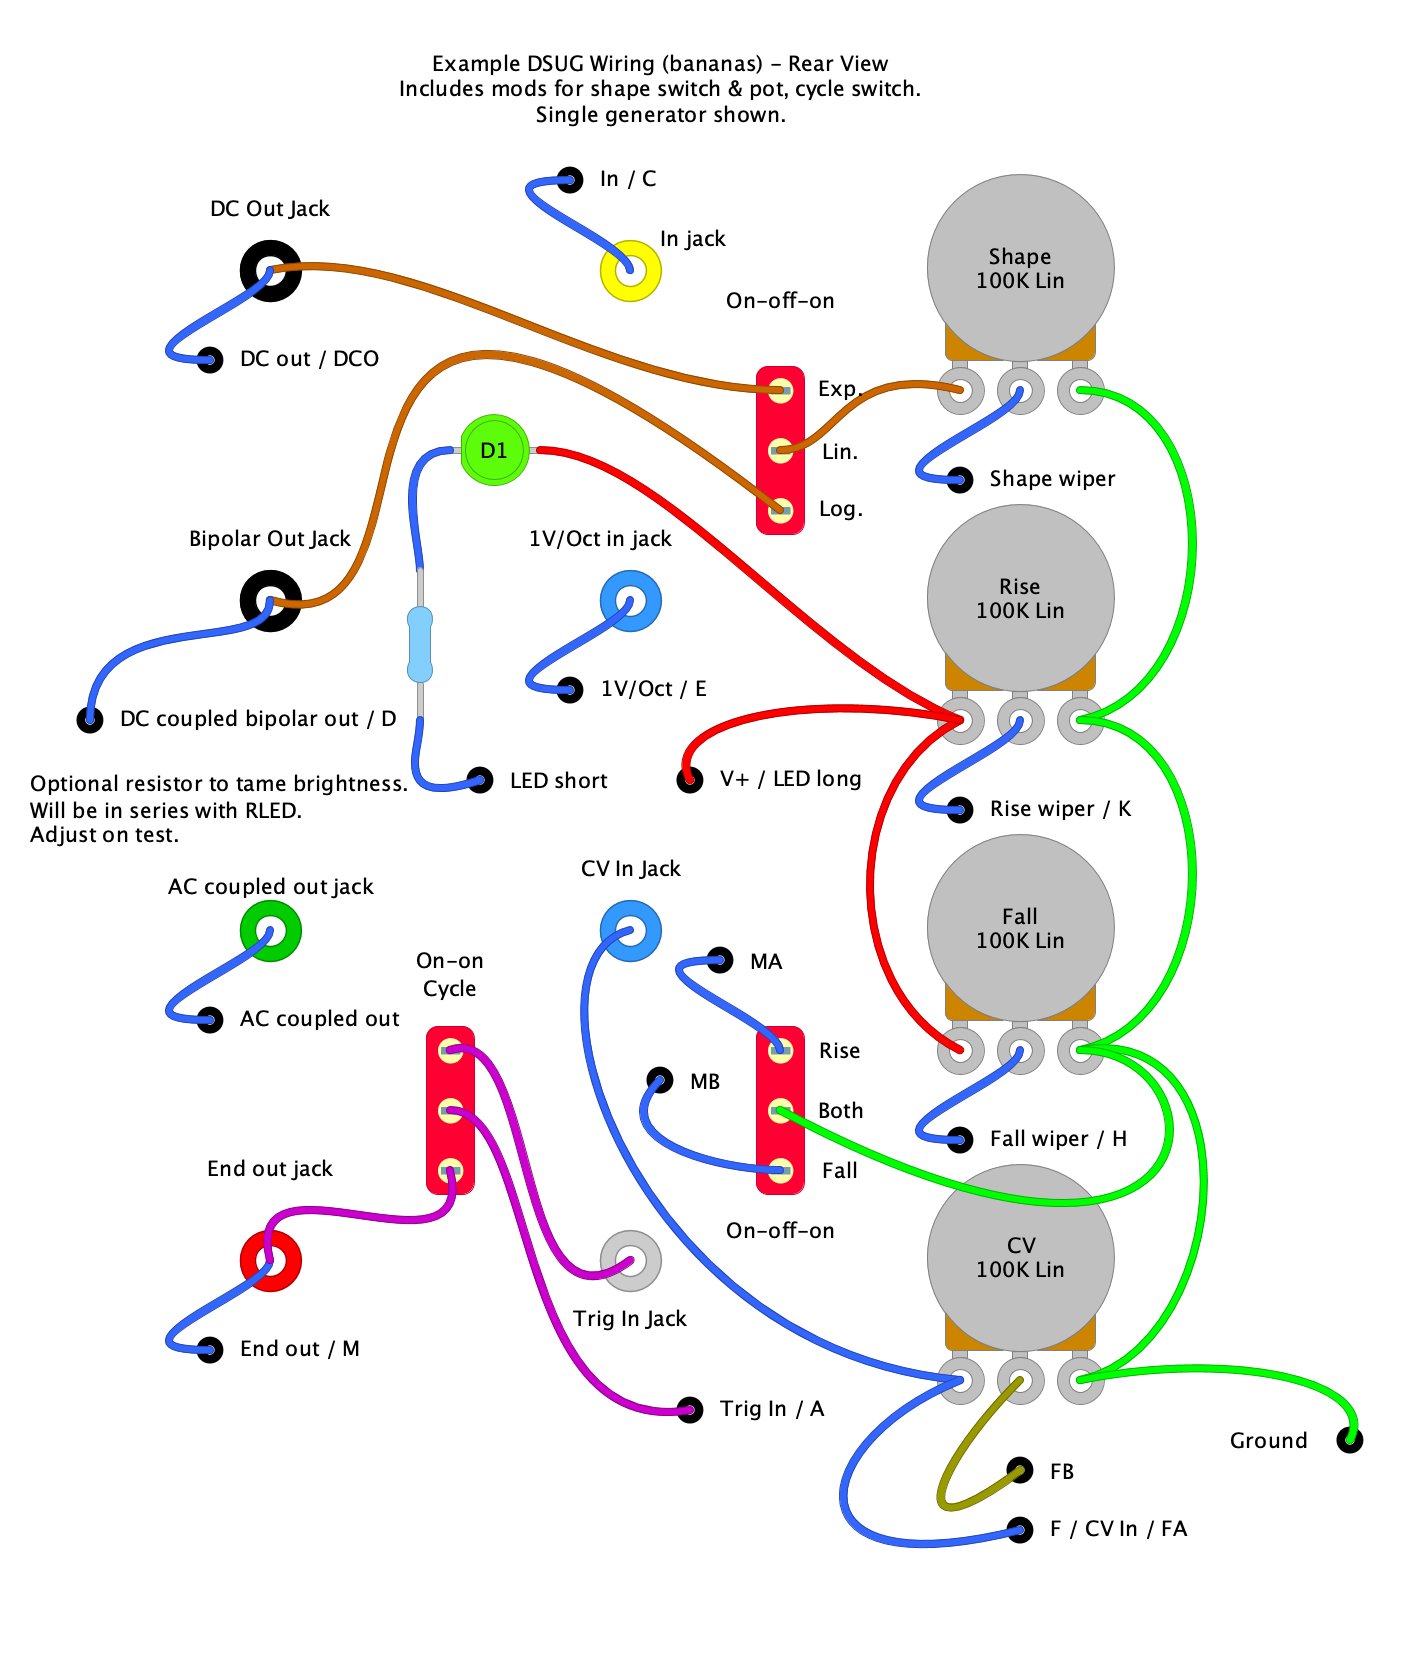 Example DSUG Wiring (bananas) - Rear View
Includes mods for shape switch & pot, cycle switch.
Single generator shown.
In / C
DC Out Jack
In jack
Shape
100K Lin
On-off-on
DC out / DCO
Exp.
D1
Lin.
Shape wiper
Log.
Bipolar Out Jack
1V/Oct in jack
Rise
100K Lin
1V/Oct / E
DC coupled bipolar out / D
Optional resistor to tame brightness.
Will be in series with RLED.
Adjust on test.
LED short
V+ / LED long
Rise wiper / K
CV In Jack
AC coupled out jack
Fall
100K Lin
On-on
Cycle
MA
AC coupled out
Rise
MB
Both
Fall wiper / H
End out jack
Fall
On-off-on
CV
100K Lin
Trig In Jack
End out / M
Trig In / A
Ground
FB
F / CV In / FA